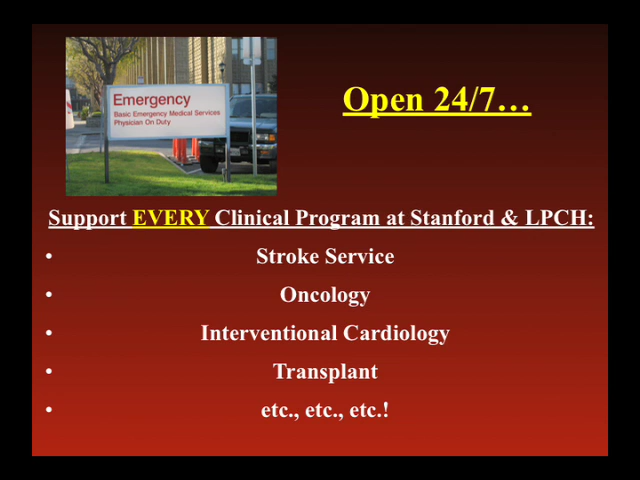 Emergency
Basic Emergency Medical Services
Physician On Duty
Open 24/7…
Support EVERY Clinical Program at Stanford & LPCH:
• Stroke Service
• Oncology
• Interventional Cardiology
• Transplant
• etc., etc., etc.!